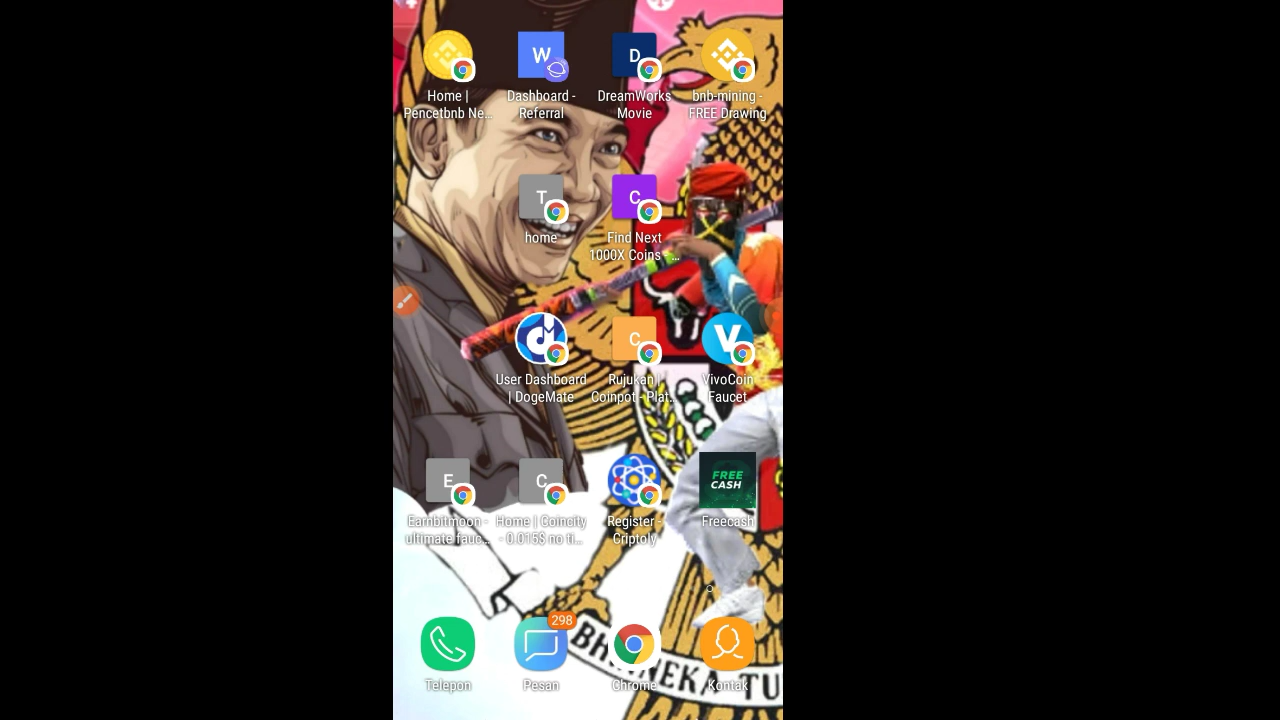 W
D
Home |
Pencetbnb Ne...
Dashboard -
Referral
DreamWorks
Movie
bnb-mining -
FREE Drawing
T
C
home
Find Next
1000X Coins - ...
d
C
V
User Dashboard
| DogeMate
Rujukan |
Coinpot - Plat...
VivoCoin
Faucet
E
C
FREE
CASH
Earnbitmoon -
ultimate fauc...
Home | Coincity
- 0.015$ no ti...
Register -
Criptoly
Freecash
298
Telepon
Pesan
Chrome
Kontak